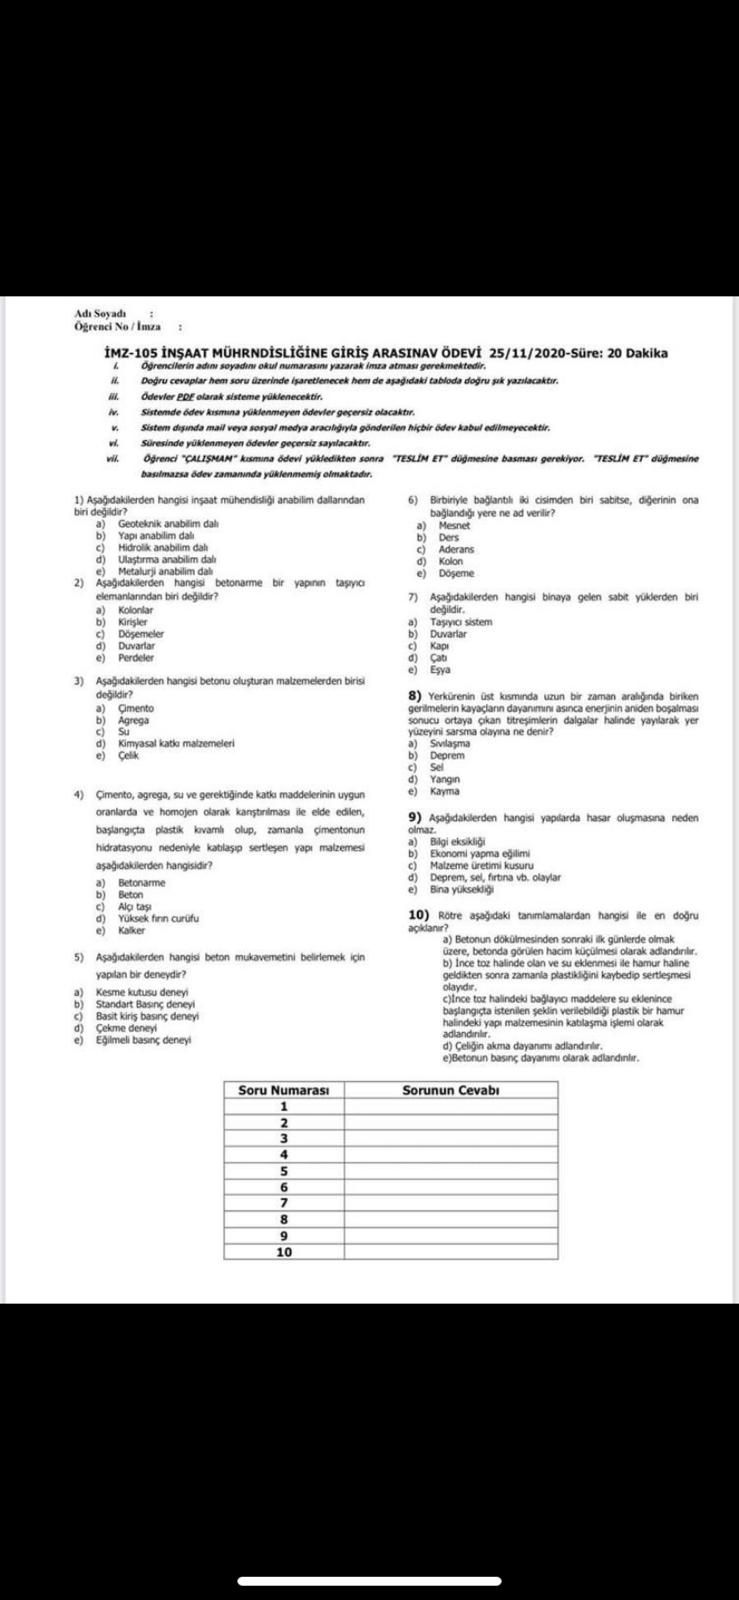 Adı Soyadı :
Öğrenci No / İmza :
İMZ-105 İNŞAAT MÜHRNDİSLİĞİNE GİRİŞ ARASINAV ÖDEVİ 25/11/2020-Süre: 20 Dakika
i. Öğrencilerin adını soyadını okul numarasını yazarak imza atması gerekmektedir.
ii. Doğru cevaplar hem soru üzerinde işaretlenecek hem de aşağıdaki tabloda doğru şık yazılacaktır.
iii. Ödevler PDF olarak sisteme yüklenecektir.
iv. Sistemde ödev kısmına yüklenmeyen ödevler geçersiz olacaktır.
v. Sistem dışında mail veya sosyal medya aracılığıyla gönderilen hiçbir ödev kabul edilmeyecektir.
vi. Süresinde yüklenmeyen ödevler geçersiz sayılacaktır.
vii. Öğrenci "ÇALIŞMAM" kısmına ödevi yükledikten sonra "TESLİM ET" düğmesine basması gerekiyor. "TESLİM ET" düğmesine
basılmazsa ödev zamanında yüklenmemiş olmaktadır.
1) Aşağıdakilerden hangisi inşaat mühendisliği anabilim dallarından
biri değildir?
a) Geoteknik anabilim dalı
b) Yapı anabilim dalı
c) Hidrolik anabilim dalı
d) Ulaştırma anabilim dalı
e) Metalurji anabilim dalı
2) Aşağıdakilerden hangisi betonarme bir yapının taşıyıcı
elemanlarından biri değildir?
a) Kolonlar
b) Kirişler
c) Döşemeler
d) Duvarlar
e) Perdeler
3) Aşağıdakilerden hangisi betonu oluşturan malzemelerden birisi
değildir?
a) Çimento
b) Agrega
c) Su
d) Kimyasal katkı malzemeleri
e) Çelik
4) Çimento, agrega, su ve gerektiğinde katkı maddelerinin uygun
oranlarda ve homojen olarak karıştırılması ile elde edilen,
başlangıçta plastik kıvamlı olup, zamanla çimentonun
hidratasyonu nedeniyle katılaşıp sertleşen yapı malzemesi
aşağıdakilerden hangisidir?
a) Betonarme
b) Beton
c) Alçı taşı
d) Yüksek fırın curüfu
e) Kalker
5) Aşağıdakilerden hangisi beton mukavemetini belirlemek için
yapılan bir deneydir?
a) Kesme kutusu deneyi
b) Standart Basınç deneyi
c) Basit kiriş basınç deneyi
d) Çekme deneyi
e) Eğilmeli basınç deneyi
6) Birbiriyle bağlantılı iki cisimden biri sabitse, diğerinin ona
bağlandığı yere ne ad verilir?
a) Mesnet
b) Ders
c) Aderans
d) Kolon
e) Döşeme
7) Aşağıdakilerden hangisi binaya gelen sabit yüklerden biri
değildir.
a) Taşıyıcı sistem
b) Duvarlar
c) Kapı
d) Çatı
e) Eşya
8) Yerkürenin üst kısmında uzun bir zaman aralığında biriken
gerilmelerin kayaçların dayanımını asınca enerjinin aniden boşalması
sonucu ortaya çıkan titreşimlerin dalgalar halinde yayılarak yer
yüzeyini sarsma olayına ne denir?
a) Sıvılaşma
b) Deprem
c) Sel
d) Yangın
e) Kayma
9) Aşağıdakilerden hangisi yapılarda hasar oluşmasına neden
olmaz.
a) Bilgi eksikliği
b) Ekonomi yapma eğilimi
c) Malzeme üretimi kusuru
d) Deprem, sel, fırtına vb. olaylar
e) Bina yüksekliği
10) Rötre aşağıdaki tanımlamalardan hangisi ile en doğru
açıklanır?
a) Betonun dökülmesinden sonraki ilk günlerde olmak
üzere, betonda görülen hacim küçülmesi olarak adlandırılır.
b) İnce toz halinde olan ve su eklenmesi ile hamur haline
geldikten sonra zamanla plastikliğini kaybedip sertleşmesi
olayıdır.
c)İnce toz halindeki bağlayıcı maddelere su eklenince
başlangıçta istenilen şeklin verilebildiği plastik bir hamur
halindeki yapı malzemesinin katılaşma işlemi olarak
adlandırılır.
d) Çeliğin akma dayanımı adlandırılır.
e)Betonun basınç dayanımı olarak adlandırılır.
Soru Numarası Sorunun Cevabı
1
2
3
4
5
6
7
8
9
10